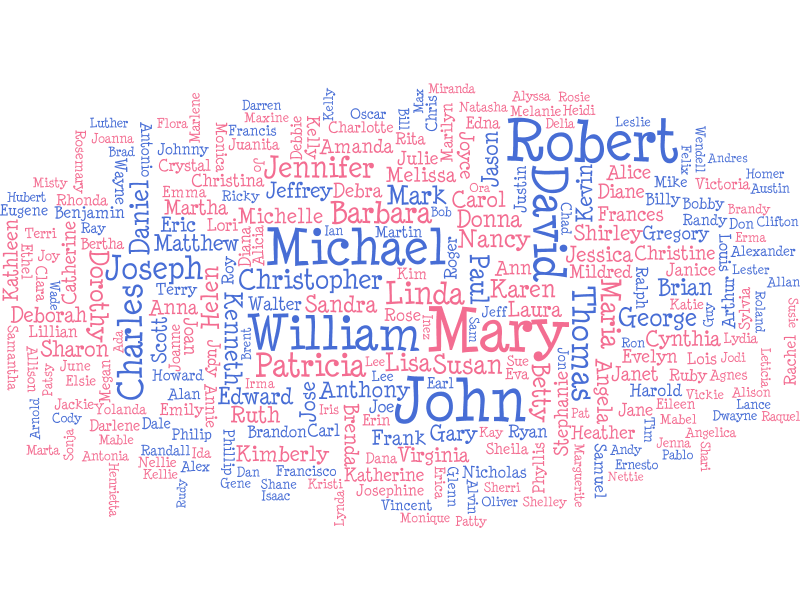 Miranda
Darren
Kelly
Max
Chris
Natasha
Alyssa
Rosie
Luther
Flora
Marlene
Maxine
Debbie
Kelly
Oscar
Bill
Marilyn
Edna
Melanie
Heidi
Joanna
Antonio
Francis
Charlotte
Rita
Joyce
Delia
Leslie
Rosemary
Brad
Johnny
Monica
Juanita
Amanda
Julie
Jason
Robert
Felix
Wendell
Andres
Wayne
Crystal
Jo
Jennifer
Melissa
Justin
David
Kevin
Alice
Mike
Victoria
Homer
Misty
Rhonda
Daniel
Emma
Christina
Ricky
Jeffrey
Debra
Mark
Ora
Carol
Chad
Diane
Billy
Bobby
Austin
Hubert
Eugene
Benjamin
Martha
Michelle
Barbara
Bob
Donna
Frances
Randy
Brandy
Don
Clifton
Kathleen
Terri
Ray
Eric
Lori
Diana
Alicia
Michael
Ian
Martin
Roger
Nancy
Shirley
Gregory
Erma
Ethel
Bertha
Matthew
Jessica
Christine
Louis
Alexander
Joy
Clara
Catherine
Dorothy
Joseph
Roy
Christopher
Kim
Paul
Ann
Mildred
Ralph
Janice
Lester
Wade
Terry
Helen
Kenneth
Walter
Sandra
Linda
Karen
Thomas
Maria
Brian
Arthur
Sylvia
Allan
Deborah
Charles
Anna
Rose
Inez
Sam
Jeff
Laura
Katie
Guy
Roland
Susie
Samantha
Lillian
Ada
Scott
Joanne
Joan
Brent
William
Mary
George
Cynthia
Lydia
Sharon
Judy
Patricia
Lee
Lisa
Susan
Sue
Jon
Ron
Evelyn
Lois
Jodi
Leticia
Rachel
Allison
Patsy
June
Elsie
Megan
Howard
Annie
Irma
Lee
Eva
Betty
Stephanie
Angela
Janet
Ruby
Agnes
Alan
Edward
Jose
Anthony
Earl
John
Harold
Vickie
Alison
Arnold
Jackie
Yolanda
Emily
Ruth
Iris
Brenda
Joe
Erin
Pat
Jane
Eileen
Lance
Cody
Darlene
Dale
Philip
Brandon
Carl
Frank
Gary
Kay
Ryan
Heather
Tim
Mabel
Dwayne
Raquel
Marta
Sonja
Mable
Antonia
Randall
Ida
Phillip
Kimberly
Dana
Virginia
Sheila
Phyllis
Marguerite
Samuel
Andy
Jenna
Angelica
Pablo
Shari
Henrietta
Nellie
Kellie
Alex
Rudy
Dan
Gene
Francisco
Shane
Isaac
Kristi
Lynda
Katherine
Josephine
Erica
Glenn
Nicholas
Alvin
Sherri
Ernesto
Nettie
Vincent
Oliver
Shelley
Monique
Patty